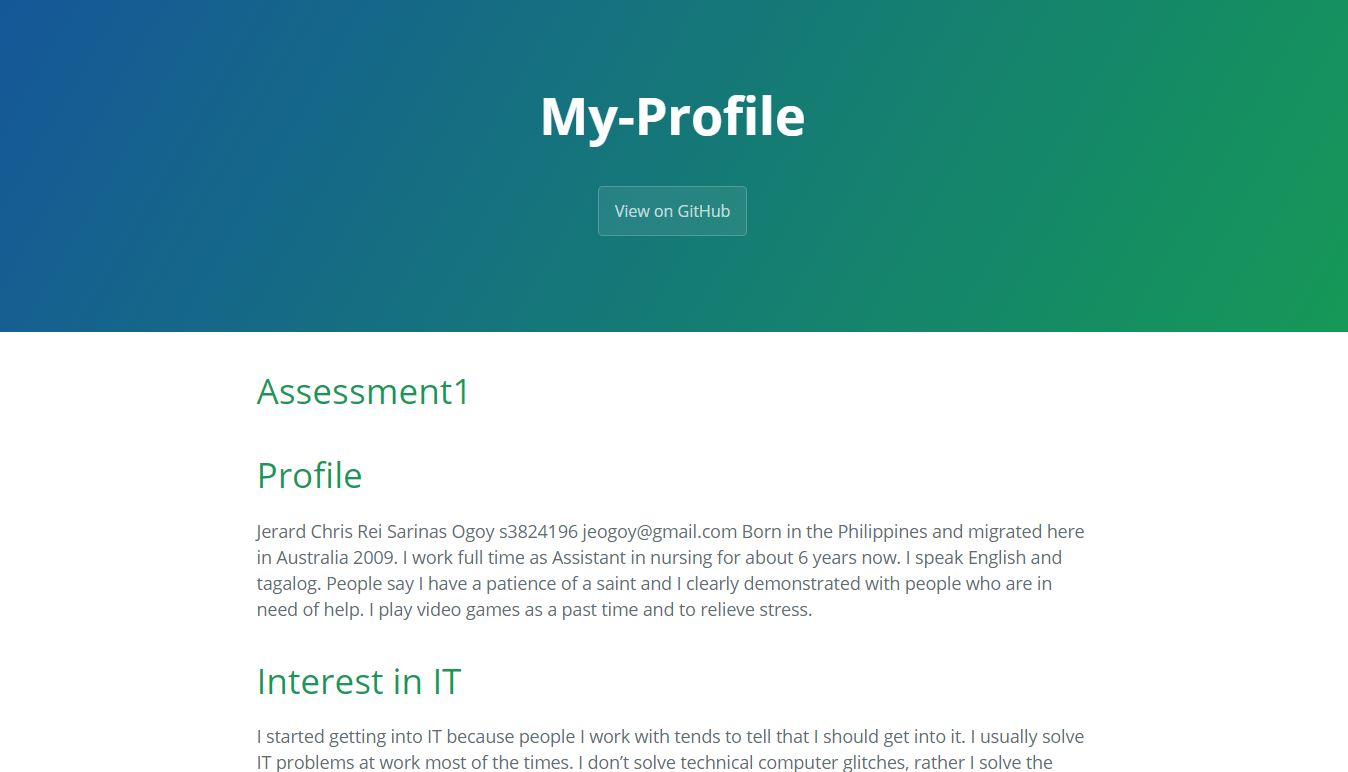 My-Profile
View on GitHub
Assessment1
Profile
Jerard Chris Rei Sarinas Ogoy s3824196 jeogoy@gmail.com Born in the Philippines and migrated here
in Australia 2009. I work full time as Assistant in nursing for about 6 years now. I speak English and
tagalog. People say I have a patience of a saint and I clearly demonstrated with people who are in
need of help. I play video games as a past time and to relieve stress.
Interest in IT
I started getting into IT because people I work with tends to tell that I should get into it. I usually solve
IT problems at work most of the times. I don’t solve technical computer glitches, rather I solve the